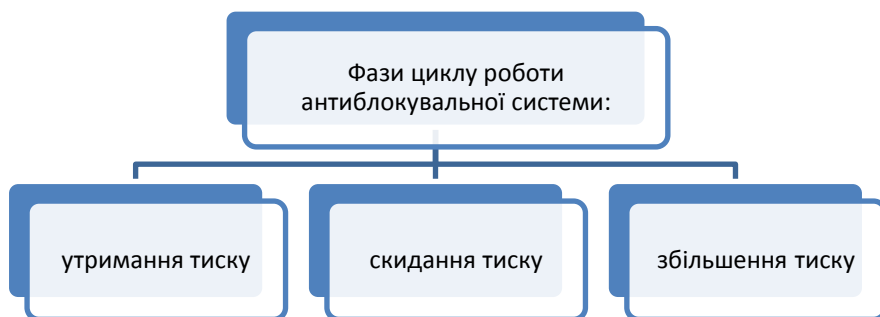 Фази циклу роботи
антиблокувальної системи:
утримання тиску
скидання тиску
збільшення тиску